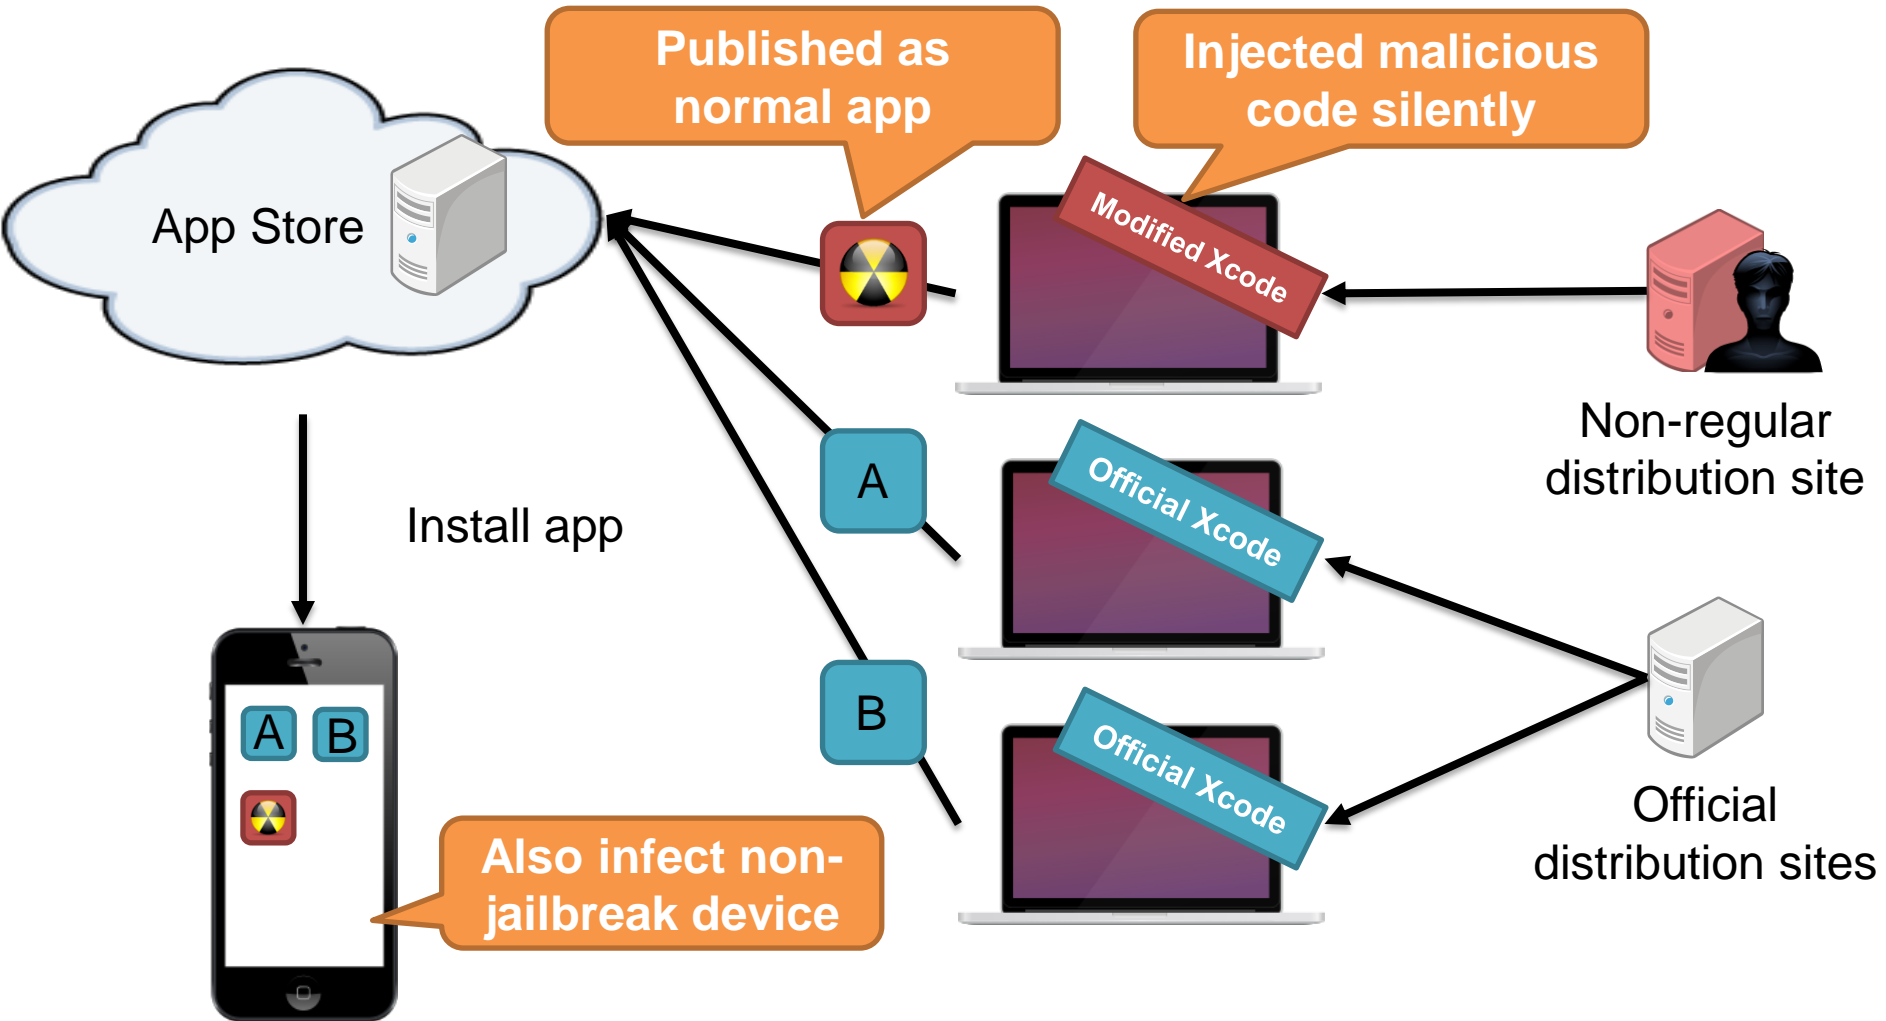 Published as
normal app
Injected malicious
code silently
App Store
Modified Xcode
Non-regular
distribution site
A
Official Xcode
Install app
B
Official Xcode
A B
Official
distribution sites
Also infect non-
jailbreak device